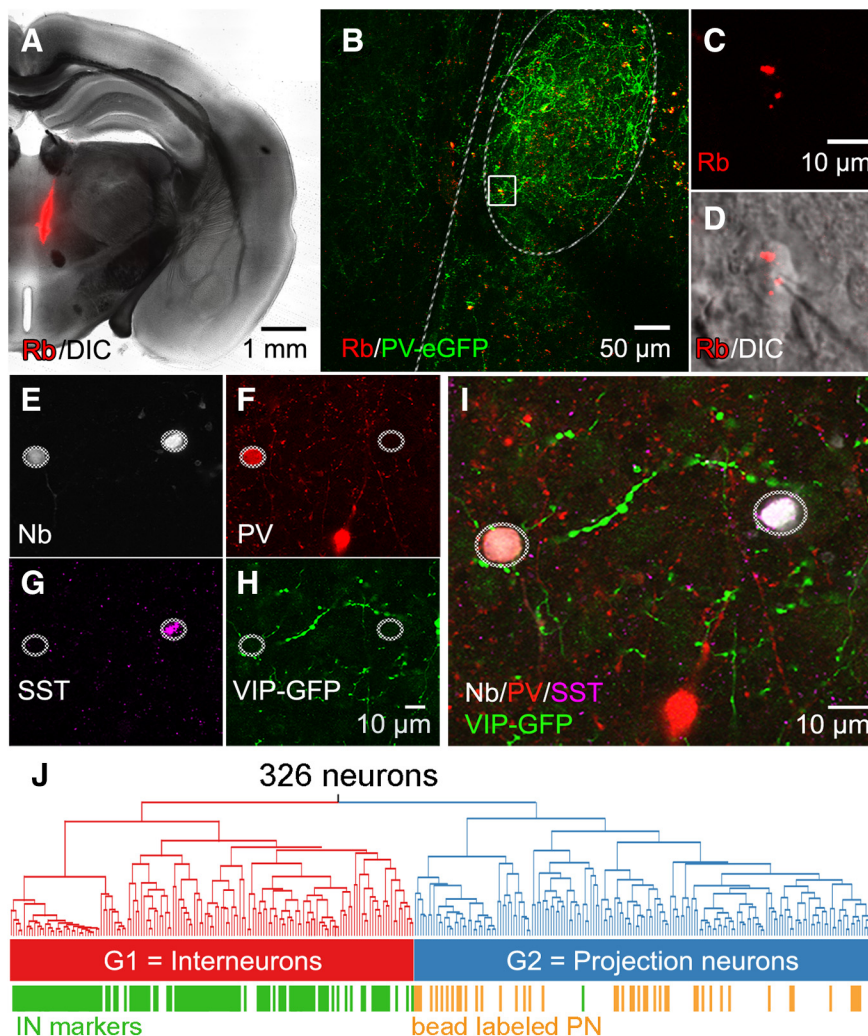 A
Rb/DIC
1 mm
B
Rb/PV-eGFP
50 µm
C
Rb
10 µm
D
Rb/DIC
E
Nb
F
PV
G
SST
H
VIP-GFP
10 µm
I
Nb/PV/SST
VIP-GFP
10 µm
J
326 neurons
G1 = Interneurons
G2 = Projection neurons
IN markers
bead labeled PN